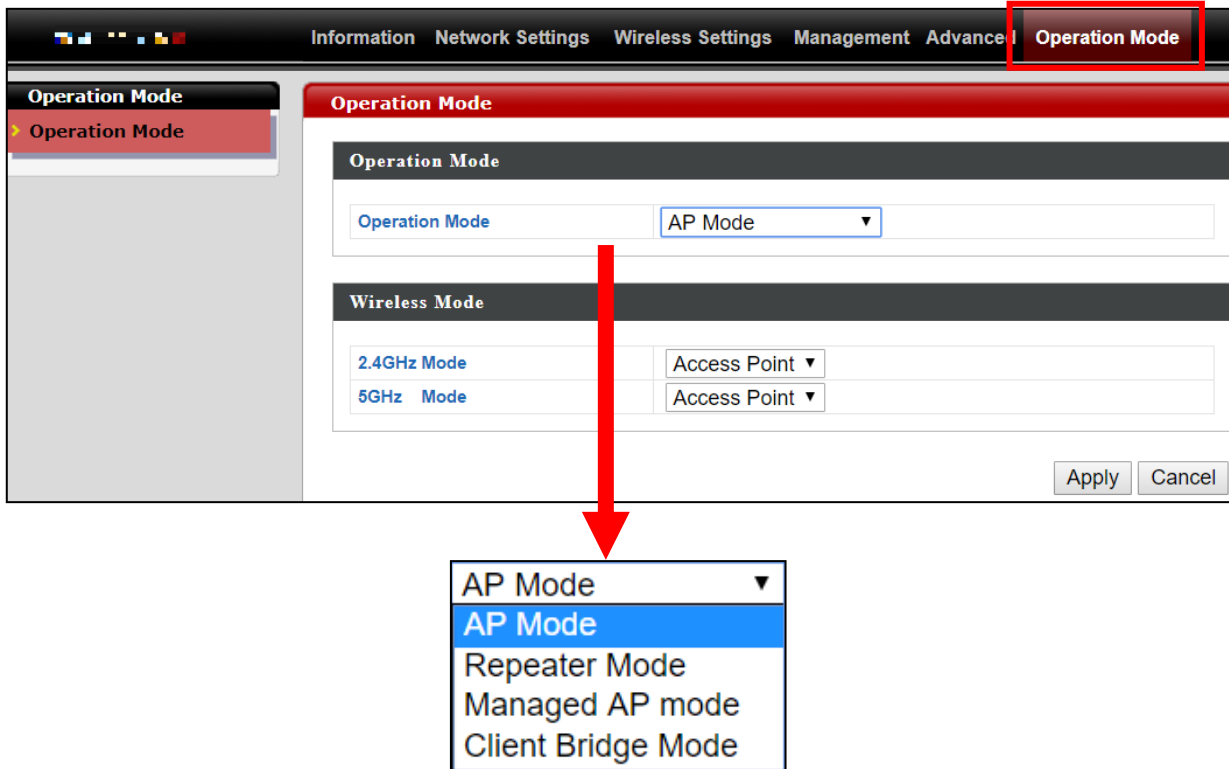 Information Network Settings Wireless Settings Management Advanced Operation Mode
Operation Mode
Operation Mode
Operation Mode
Operation Mode
Operation Mode AP Mode
Wireless Mode
2.4GHz Mode Access Point
5GHz Mode Access Point
Apply Cancel
AP Mode
AP Mode
Repeater Mode
Managed AP mode
Client Bridge Mode